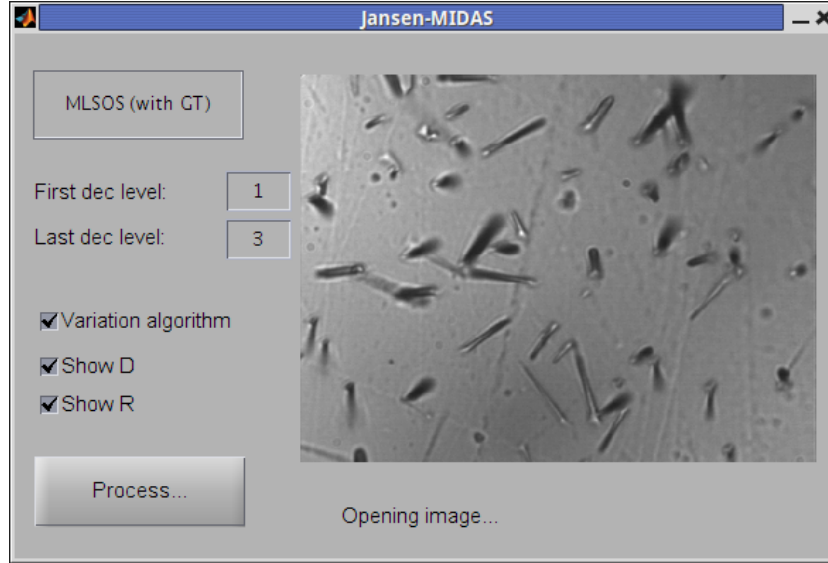 Jansen-MIDAS
MLSOS (with GT)
First dec level: 1
Last dec level: 3
Variation algorithm
Show D
Show R
Process...
Opening image...